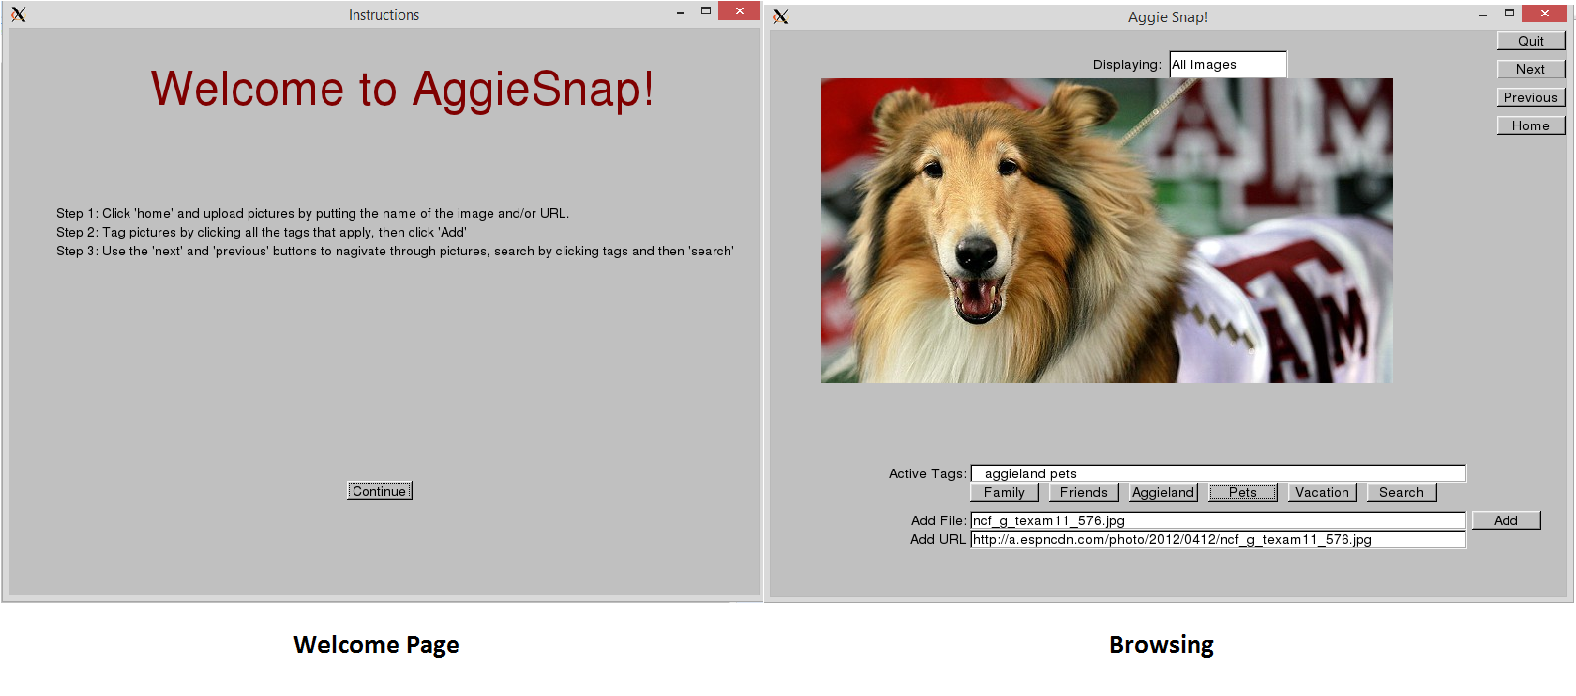 Instructions
Welcome to AggieSnap!
Step 1: Click 'home' and upload pictures by putting the name of the image and/or URL.
Step 2: Tag pictures by clicking all the tags that apply, then click 'Add'
Step 3: Use the 'next' and 'previous' buttons to nagivate through pictures, search by clicking tags and then 'search'
Continue
Welcome Page
Aggie Snap!
Quit
Displaying: All Images
Next
Previous
Home
ATM
ATM
Active Tags: aggieland pets
Family Friends Aggieland Pets Vacation Search
Add File: ncf_g_texam11_576.jpg Add
Add URL http://a.espncdn.com/photo/2012/0412/ncf_g_texam11_576.jpg
Browsing